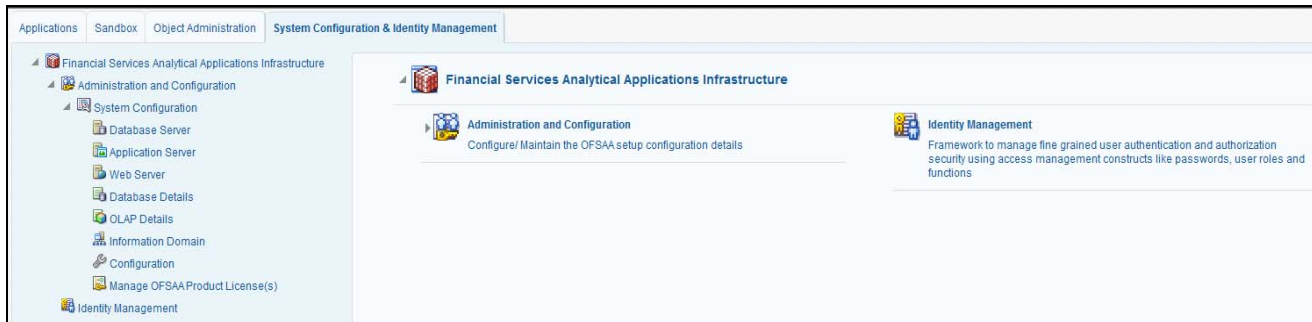 Applications
Sandbox
Object Administration
System Configuration & Identity Management
Financial Services Analytical Applications Infrastructure
Administration and Configuration
System Configuration
Database Server
Application Server
Web Server
Database Details
OLAP Details
Information Domain
Configuration
Manage OFSAA Product License(s)
Identity Management
Financial Services Analytical Applications Infrastructure
Administration and Configuration
Configure/ Maintain the OFSAA setup configuration details
Identity Management
Framework to manage fine grained user authentication and authorization
security using access management constructs like passwords, user roles and
functions